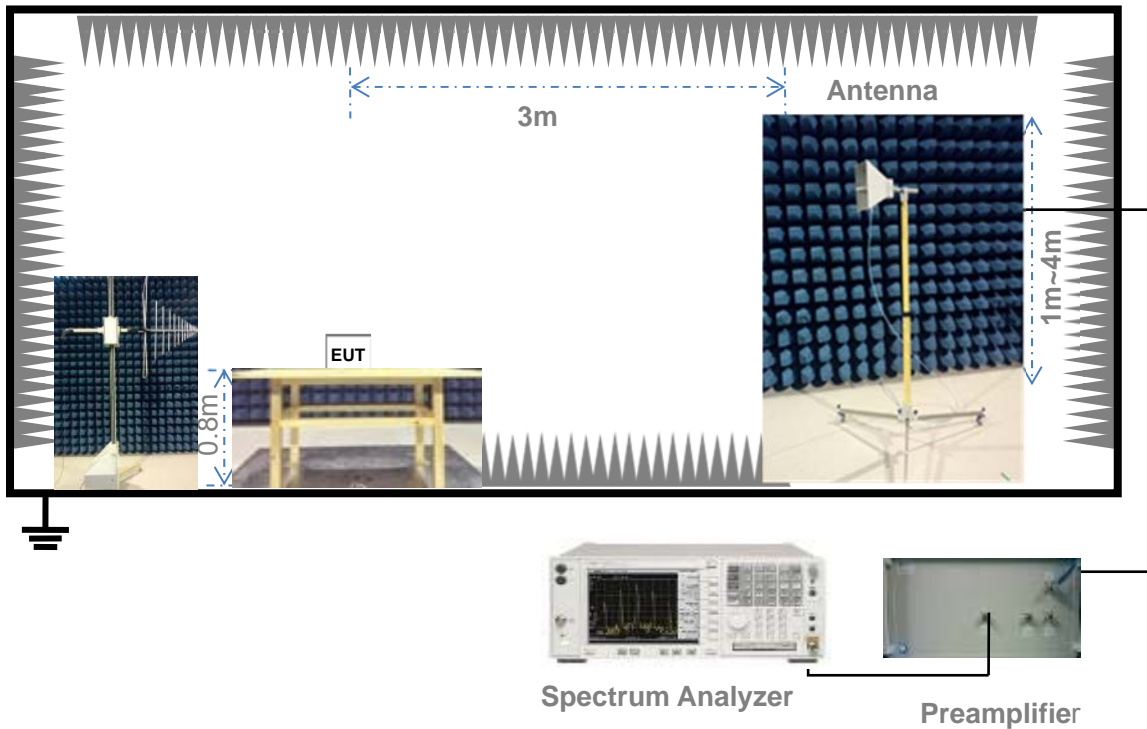 Antenna
3m
1m~4m
EUT
0.8m
Spectrum Analyzer
Preamplifier